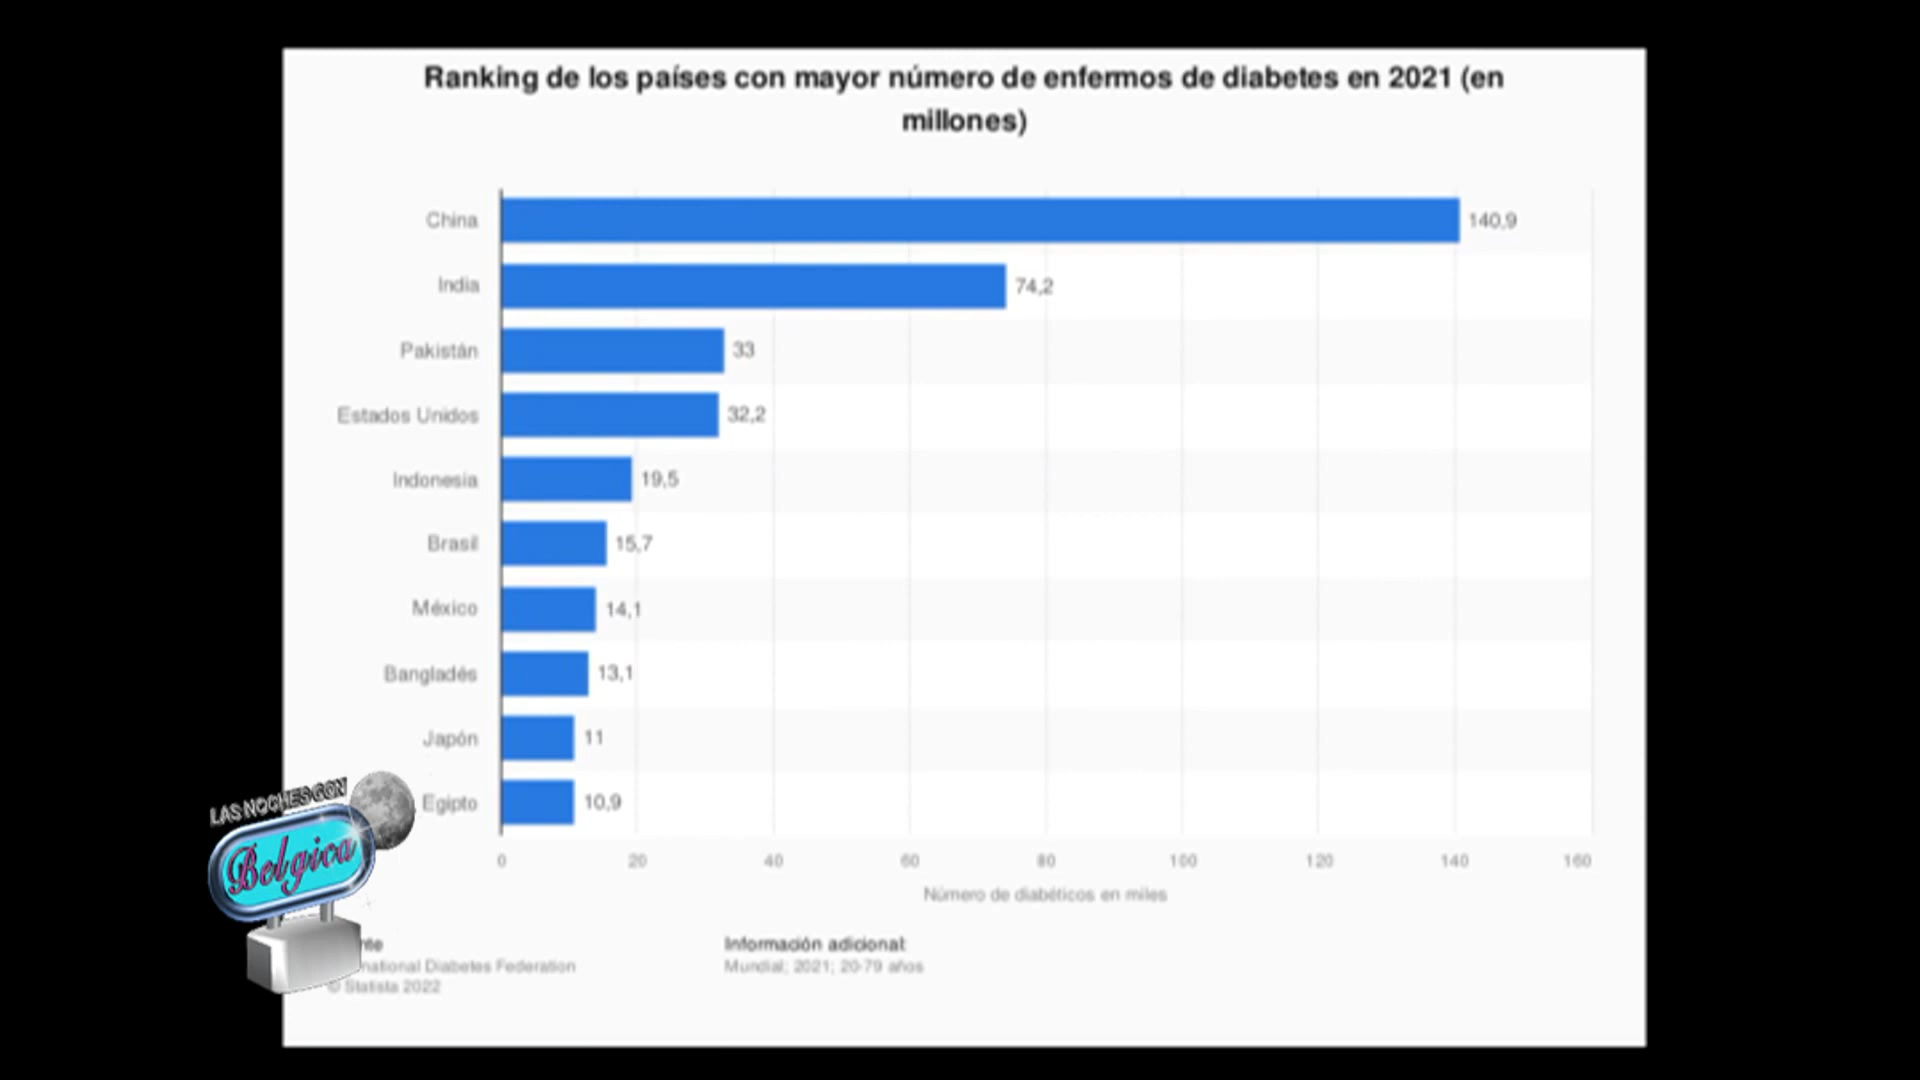 Ranking de los países con mayor número de enfermos de diabetes en 2021 (en
millones)
China
140,9
India
74,2
Pakistán
33
Estados Unidos
32,2
Indonesia
19,5
Brasil
15,7
México
14,1
Bangladés
13,1
Japón
11
Egipto
10,9
0 20 40 60 80 100 120 140 160
Número de diabéticos en miles
LAS NOCHES CON
Belgica
Información adicional:
Diabetes Federation
Mundial; 2021; 20-79 años
© Statista 2022